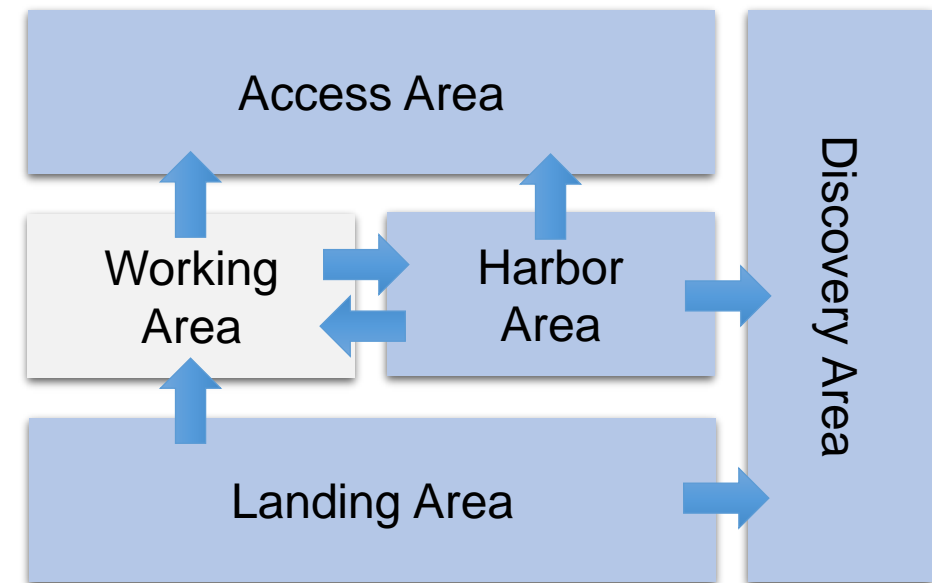 Access Area
Working
Area
Harbor
Area
Discovery Area
Landing Area